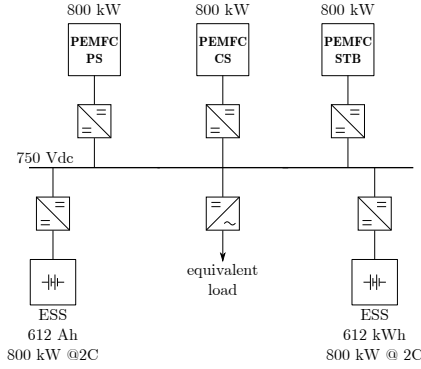 800 kW 800 kW 800 kW
PEMFC PEMFC PEMFC
PS CS STB
750 Vdc
equivalent
load
ESS ESS
612 Ah 612 kWh
800 kW @2C 800 kW @ 2C